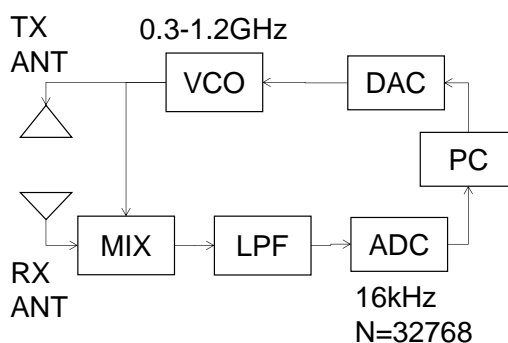 TX
ANT
0.3-1.2GHz
VCO
DAC
PC
MIX
LPF
ADC
RX
ANT
16kHz
N=32768